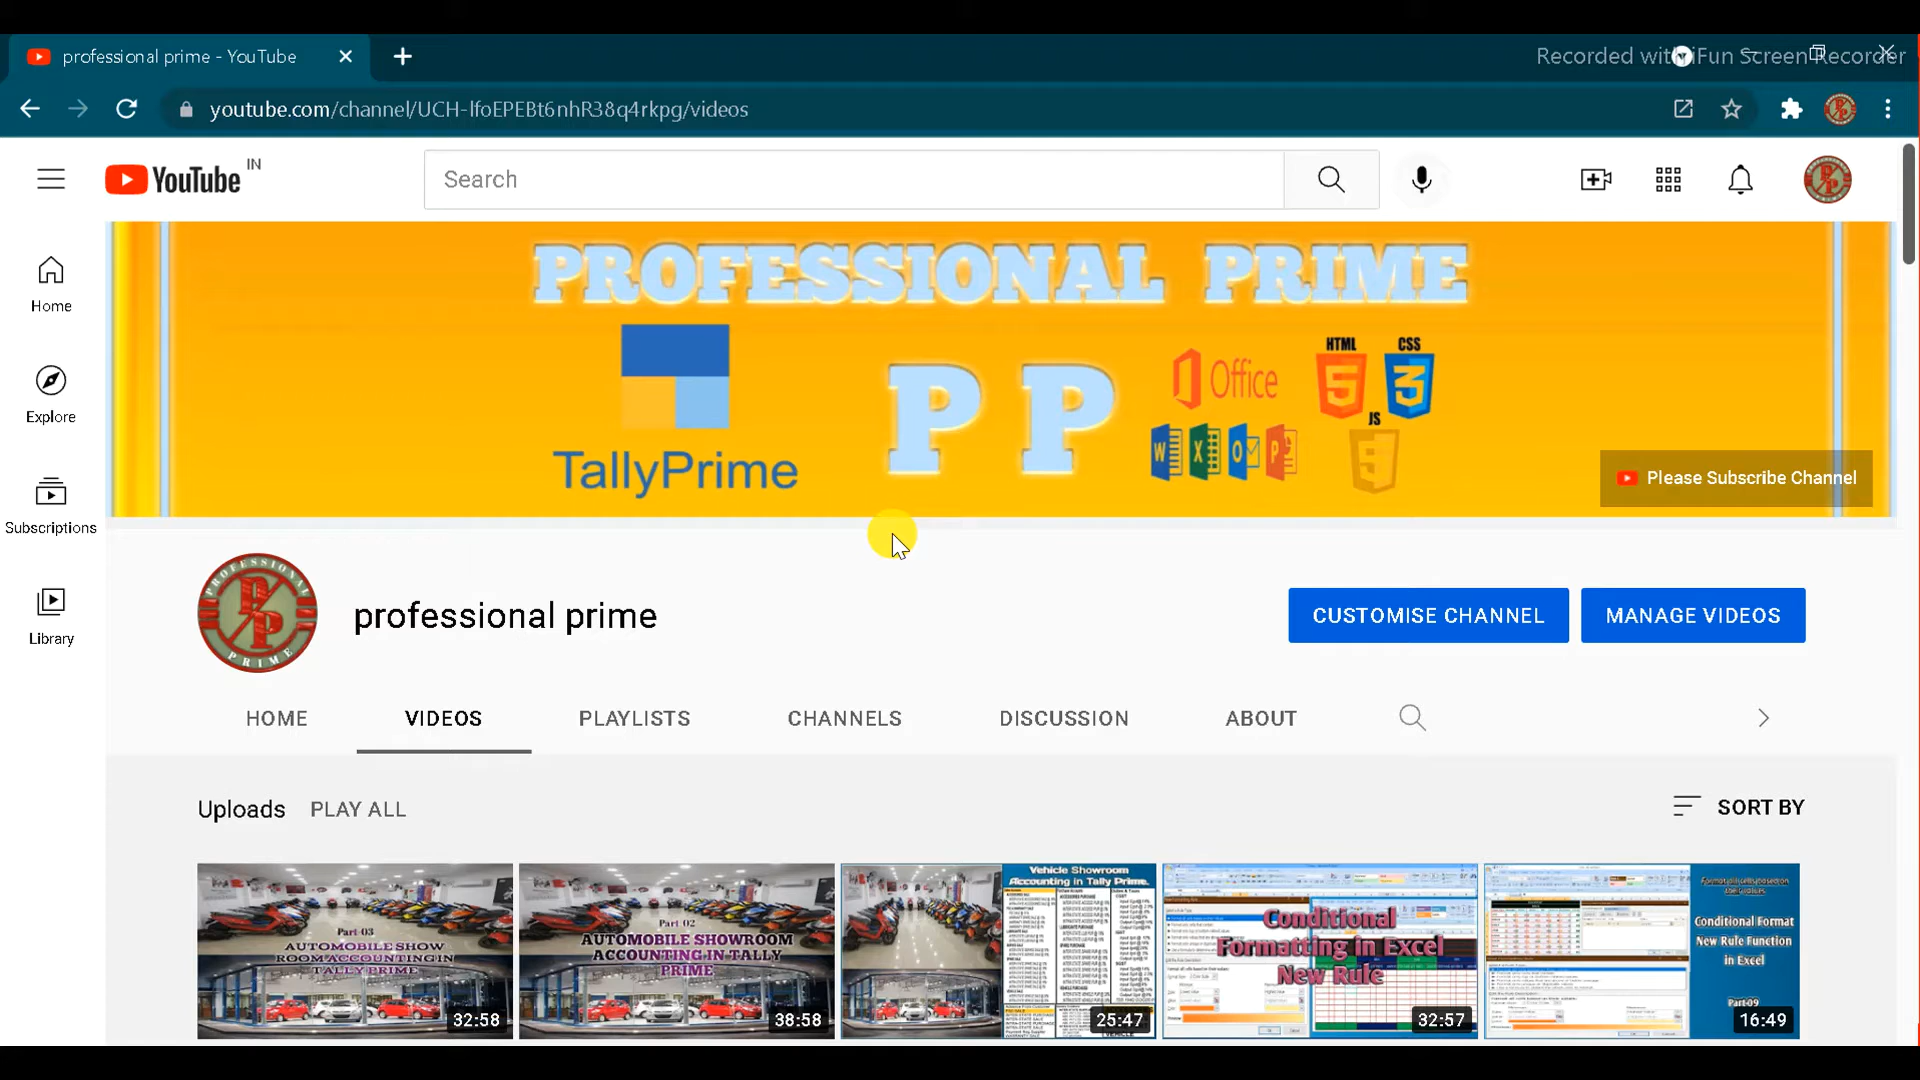 professional prime - YouTube
Recorded with iFun Screen Recorder
youtube.com/channel/UCH-lfoEPEBt6nhR38q4rkpg/videos
YouTube IN
Search
PROFESSIONAL PRIME
TallyPrime
P P
Office
HTML
CSS
JS
Please Subscribe Channel
Home
Explore
Subscriptions
Library
professional prime
CUSTOMISE CHANNEL
MANAGE VIDEOS
HOME
VIDEOS
PLAYLISTS
CHANNELS
DISCUSSION
ABOUT
Uploads
PLAY ALL
SORT BY
Part-03
AUTOMOBILE SHOW
ROOM ACCOUNTING IN
TALLY PRIME
32:58
Part 02
AUTOMOBILE SHOWROOM
ACCOUNTING IN TALLY
PRIME
38:58
Vehicle Showroom
Accounting in Tally Prime.
25:47
Conditional
Formatting in Excel
New Rule
32:57
Conditional Format
New Rule Function
in Excel
Part-09
16:49